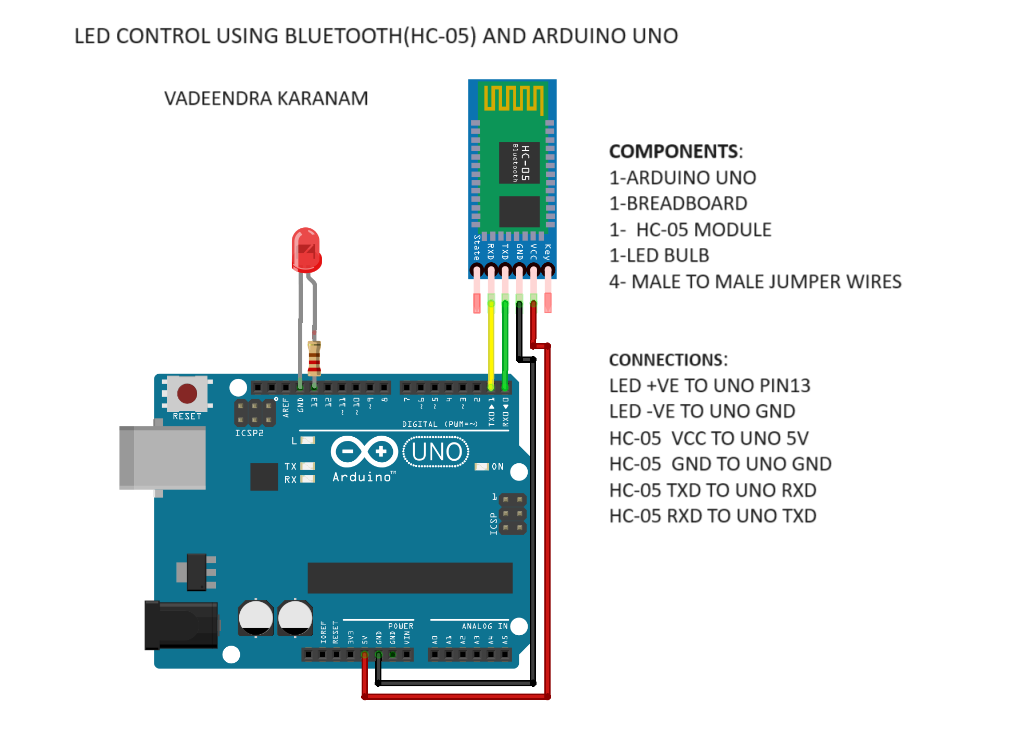 LED CONTROL USING BLUETOOTH(HC-05) AND ARDUINO UNO
VADEENDRA KARANAM
HC-05
Bluetooth
State
RXD
TXD
GND
VCC
Key
COMPONENTS:
1-ARDUINO UNO
1-BREADBOARD
1- HC-05 MODULE
1-LED BULB
4- MALE TO MALE JUMPER WIRES
CONNECTIONS:
LED +VE TO UNO PIN13
LED -VE TO UNO GND
HC-05 VCC TO UNO 5V
HC-05 GND TO UNO GND
HC-05 TXD TO UNO RXD
HC-05 RXD TO UNO TXD
RESET
ICSP2
AREF
GND
13
12
~11
~10
~9
8
7
~6
~5
4
~3
2
TXD▶1
RXD◀0
DIGITAL (PWM=~)
L
TX
RX
UNO
Arduino™
ON
1
ICSP
POWER
ANALOG IN
IOREF
RESET
3V3
5V
GND
GND
VIN
A0
A1
A2
A3
A4
A5